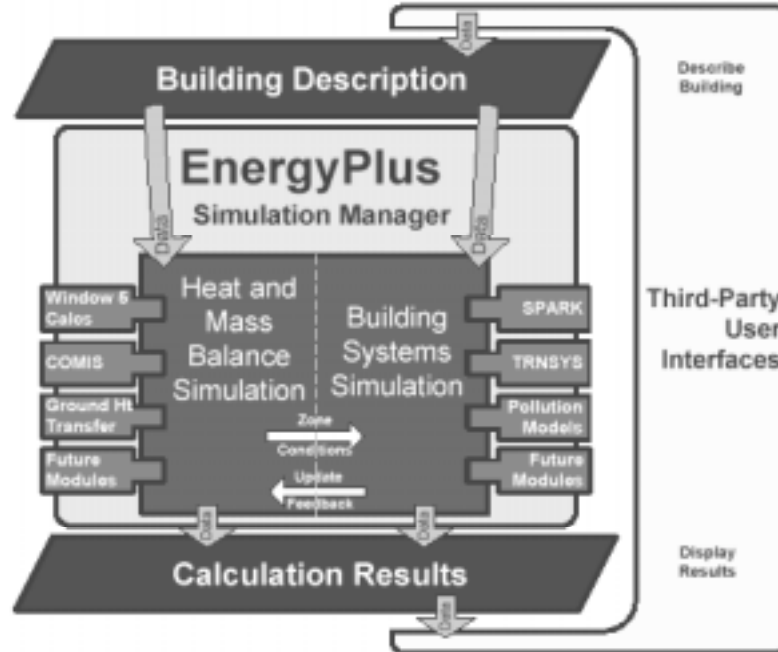 Data
Building Description
Describe
Building
EnergyPlus
Simulation Manager
Data
Data
Window 5
Calcs
COMIS
Ground Ht
Transfer
Future
Modules
Heat and
Mass
Balance
Simulation
Building
Systems
Simulation
Zone
Conditions
Update
Feedback
SPARK
TRNSYS
Pollution
Models
Future
Modules
Third-Party
User
Interfaces
Data
Data
Calculation Results
Display
Results
Data